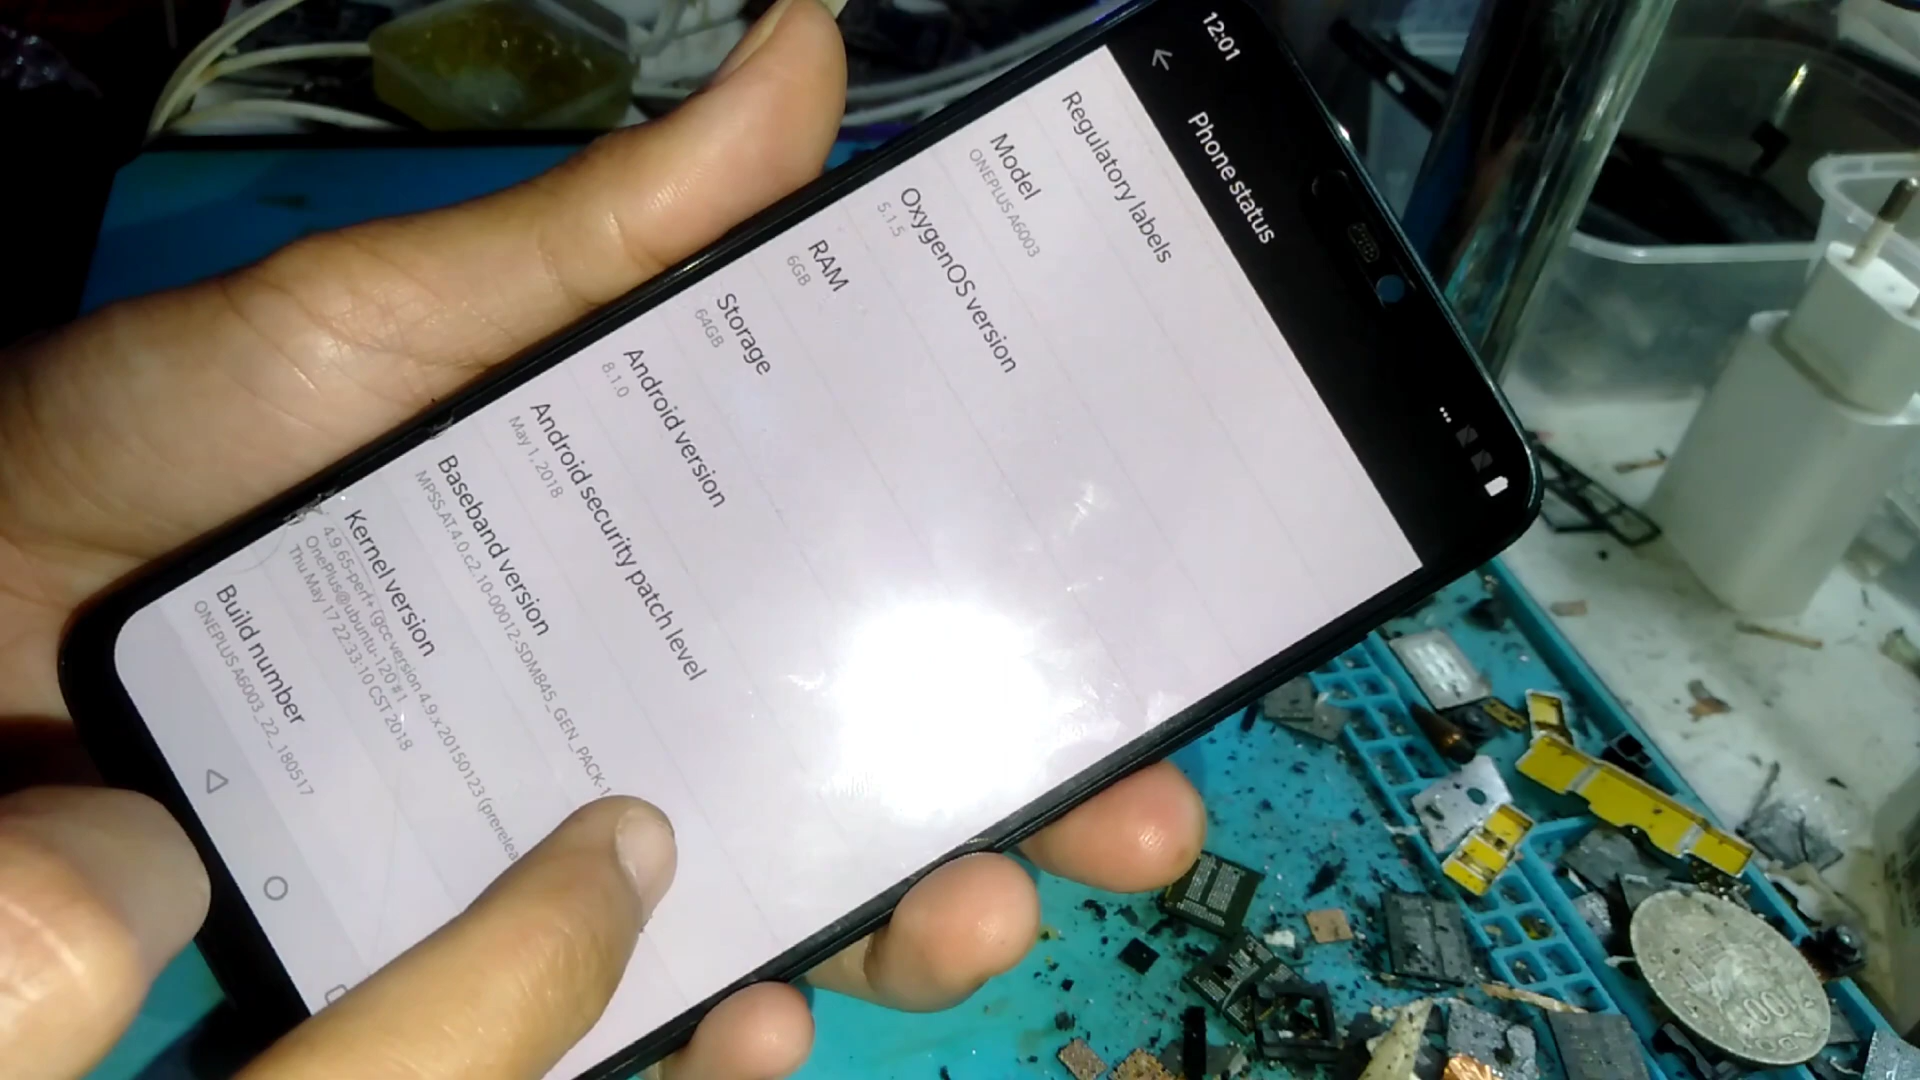 12:01
Phone status
Regulatory labels
Model
ONEPLUS A6003
OxygenOS version
5.1.5
RAM
6GB
Storage
64GB
Android version
8.1.0
Android security patch level
May 1, 2018
Baseband version
MPSS.AT.4.0.c2.10-00012-SDM845_GEN_PACK-1
Kernel version
4.9.65-perf+ (gcc version 4.9.x 20150123 (prerelea
OnePlus@ubuntu-120 #1
Thu May 17 22:33:10 CST 2018
Build number
ONEPLUS A6003_22_180517
100